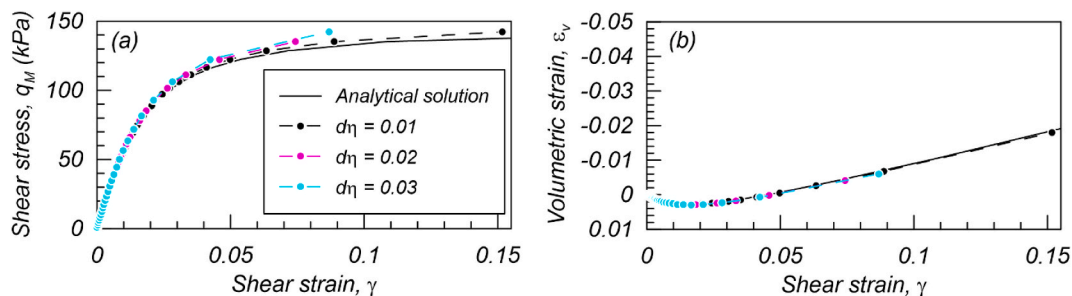 (a)
Shear stress, q_M (kPa)
200
150
100
50
0
0 0.05 0.1 0.15
Shear strain, γ
Analytical solution
dη = 0.01
dη = 0.02
dη = 0.03
(b)
Volumetric strain, ε_v
-0.05
-0.04
-0.03
-0.02
-0.01
0
0.01
0 0.05 0.1 0.15
Shear strain, γ